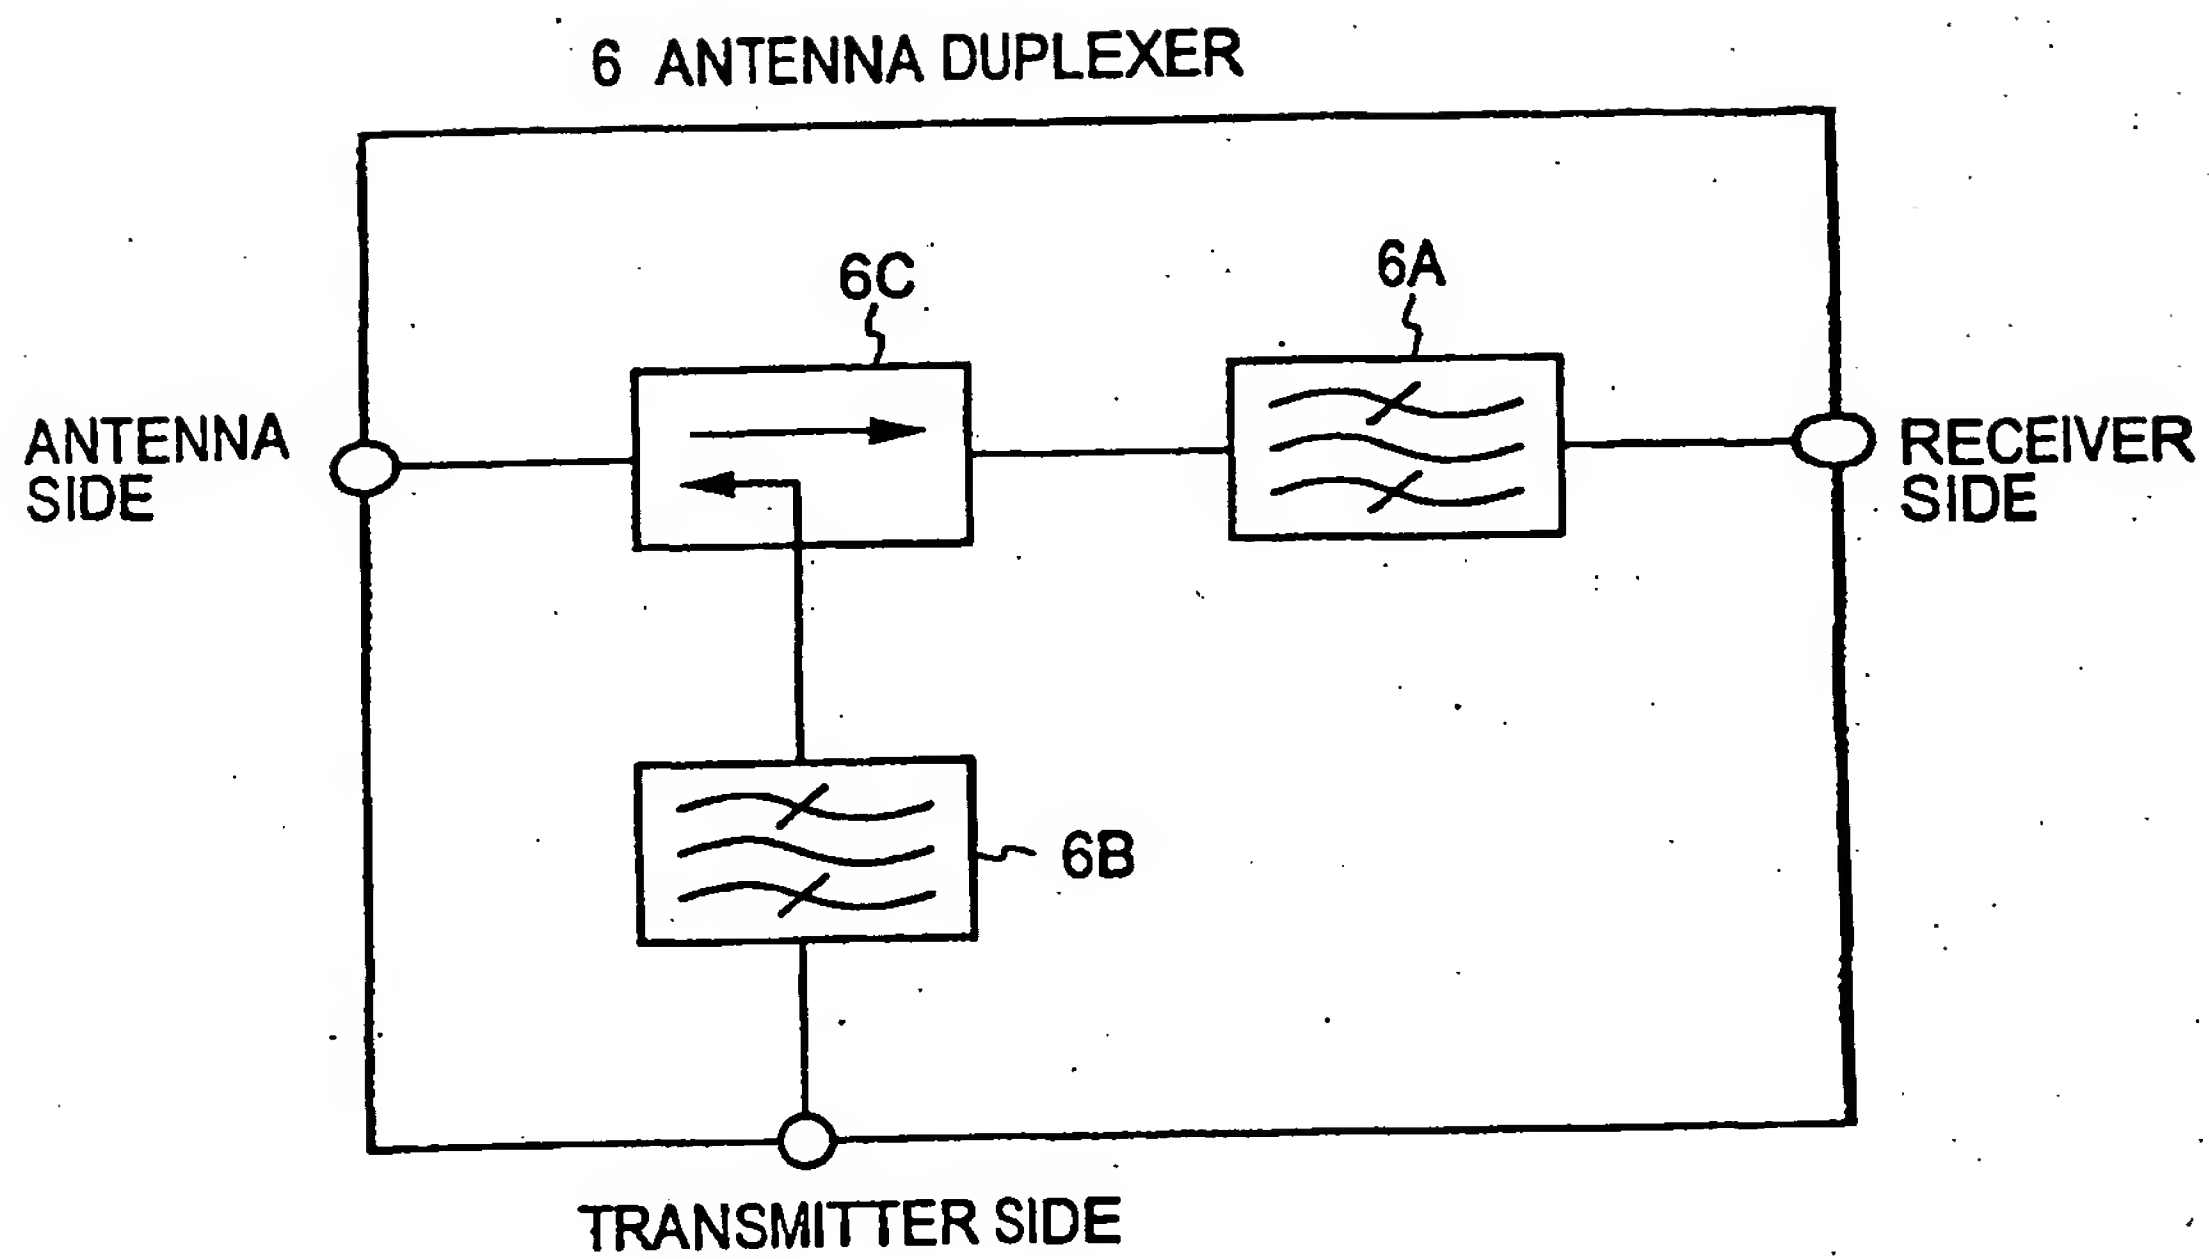 6 ANTENNA DUPLEXER
6C
6A
ANTENNA
SIDE
RECEIVER
SIDE
6B
TRANSMITTER SIDE